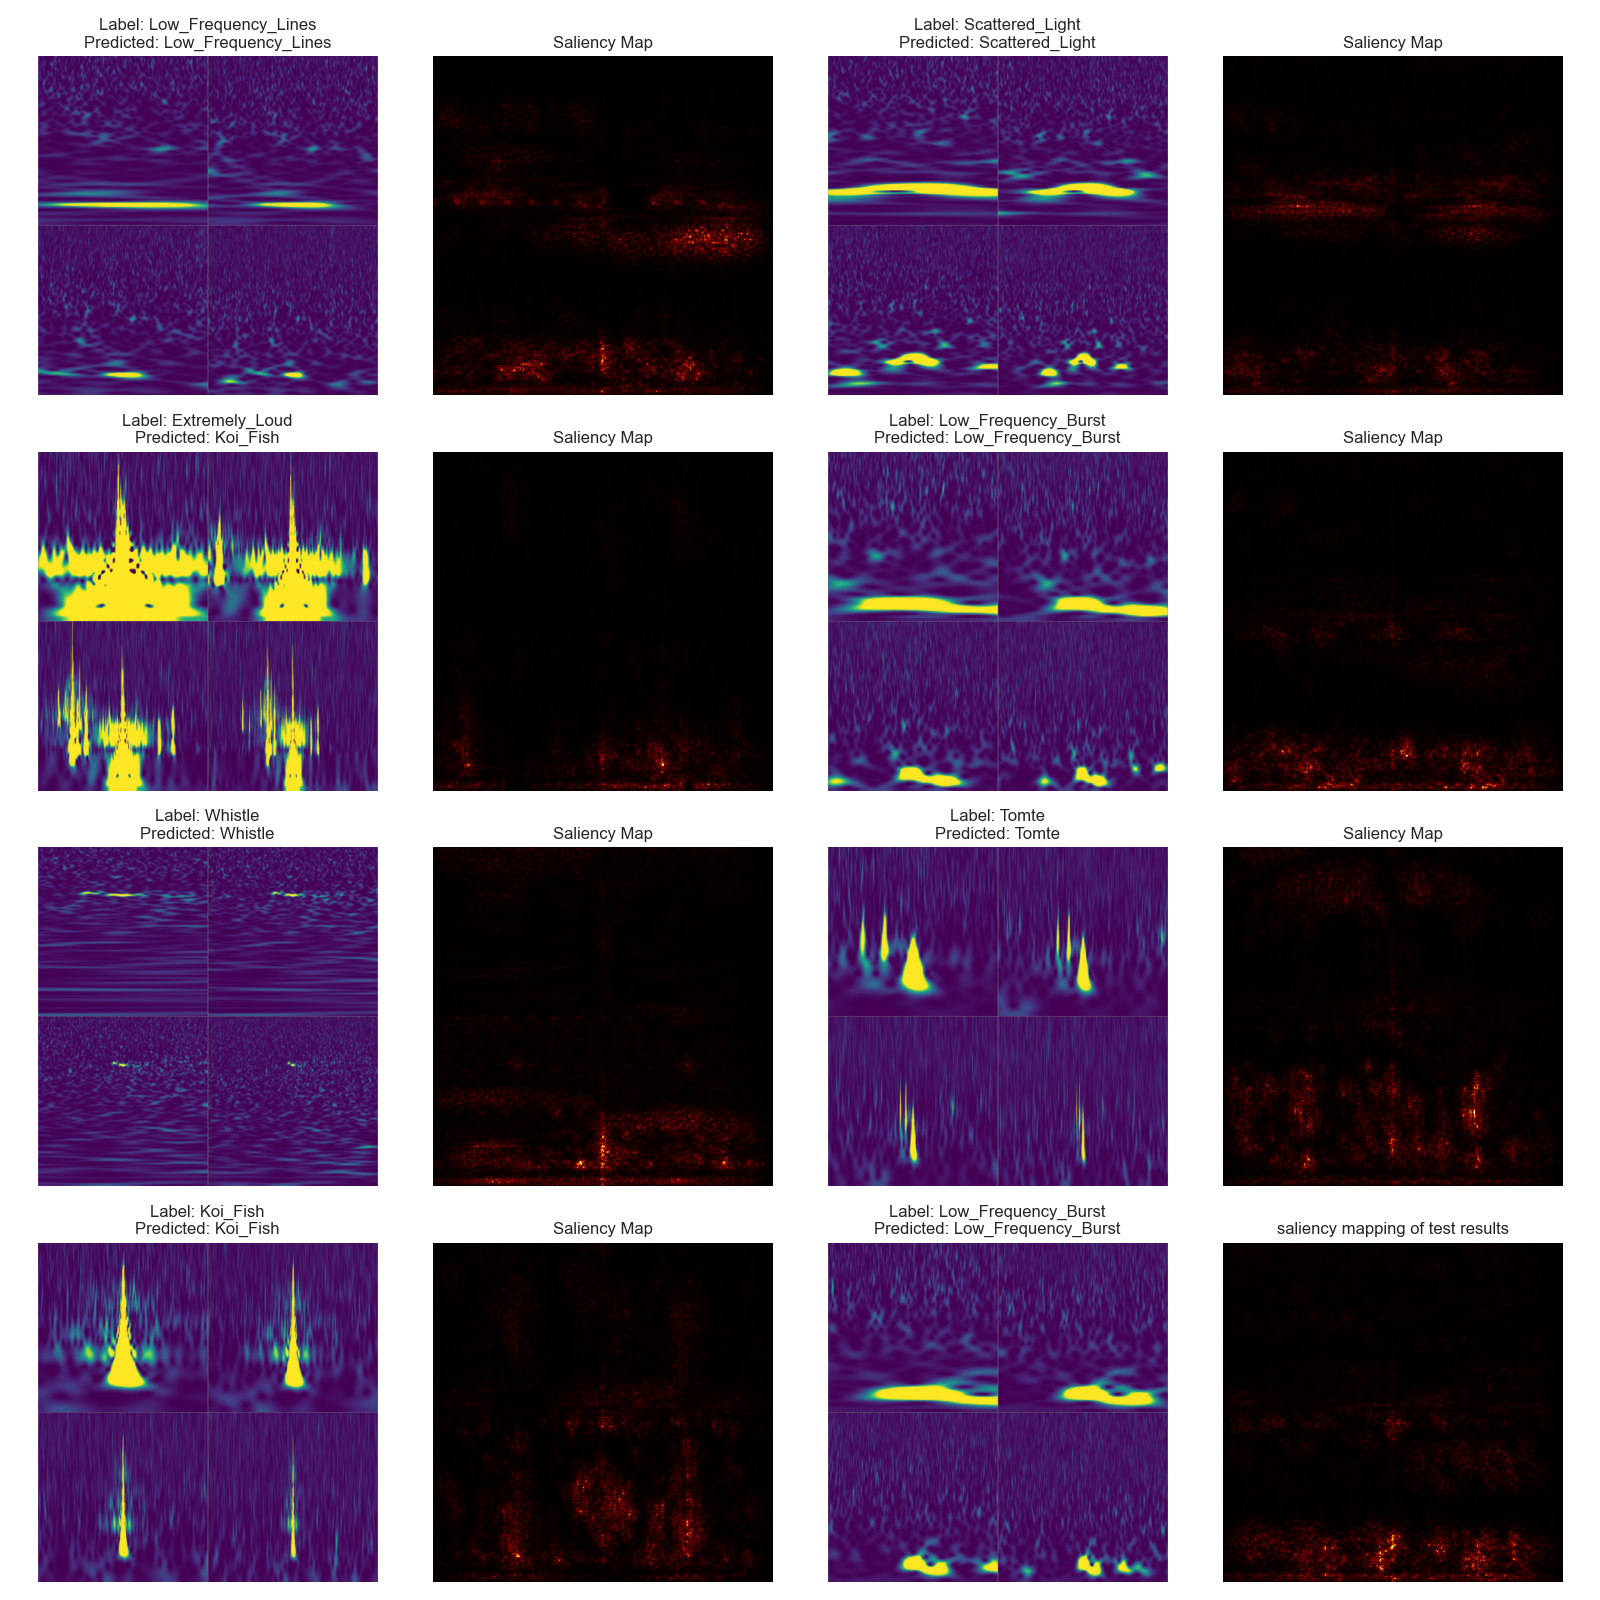 Label: Low_Frequency_Lines
Predicted: Low_Frequency_Lines
Saliency Map
Label: Scattered_Light
Predicted: Scattered_Light
Saliency Map
Label: Extremely_Loud
Predicted: Koi_Fish
Saliency Map
Label: Low_Frequency_Burst
Predicted: Low_Frequency_Burst
Saliency Map
Label: Whistle
Predicted: Whistle
Saliency Map
Label: Tomte
Predicted: Tomte
Saliency Map
Label: Koi_Fish
Predicted: Koi_Fish
Saliency Map
Label: Low_Frequency_Burst
Predicted: Low_Frequency_Burst
saliency mapping of test results